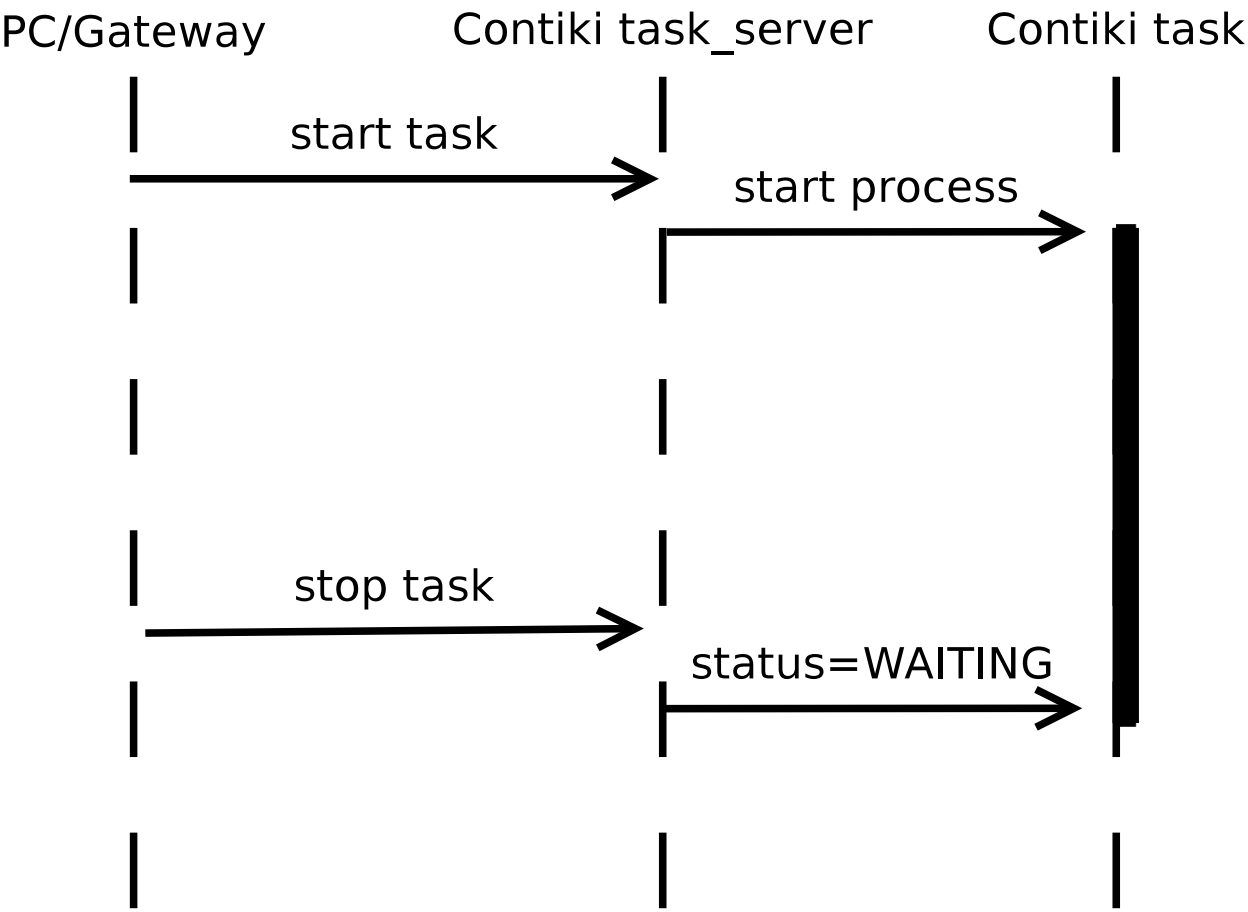 PC/Gateway
Contiki task_server
Contiki task
start task
start process
stop task
status=WAITING